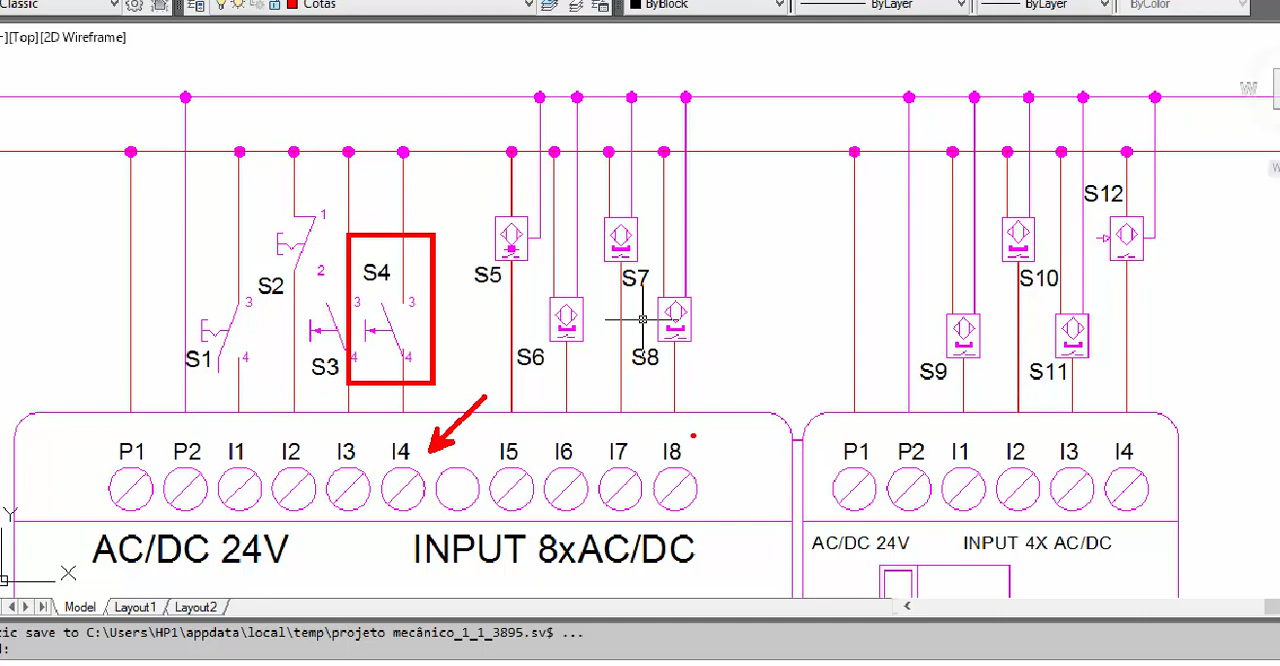 Classic
Cotas
ByBlock
ByLayer
ByLayer
ByColor
-][Top][2D Wireframe]
W
S12
1
S4
S5
S7
S10
2
S2
3
3
3
S1
4
S3
4
4
S6
S8
S9
S11
P1 P2 I1 I2 I3 I4 I5 I6 I7 I8
P1 P2 I1 I2 I3 I4
AC/DC 24V
INPUT 8xAC/DC
AC/DC 24V
INPUT 4X AC/DC
Y
X
Model
Layout1
Layout2
tic save to C:\Users\HP1\appdata\local\temp\projeto mecânico_1_1_3895.sv$ ...
: